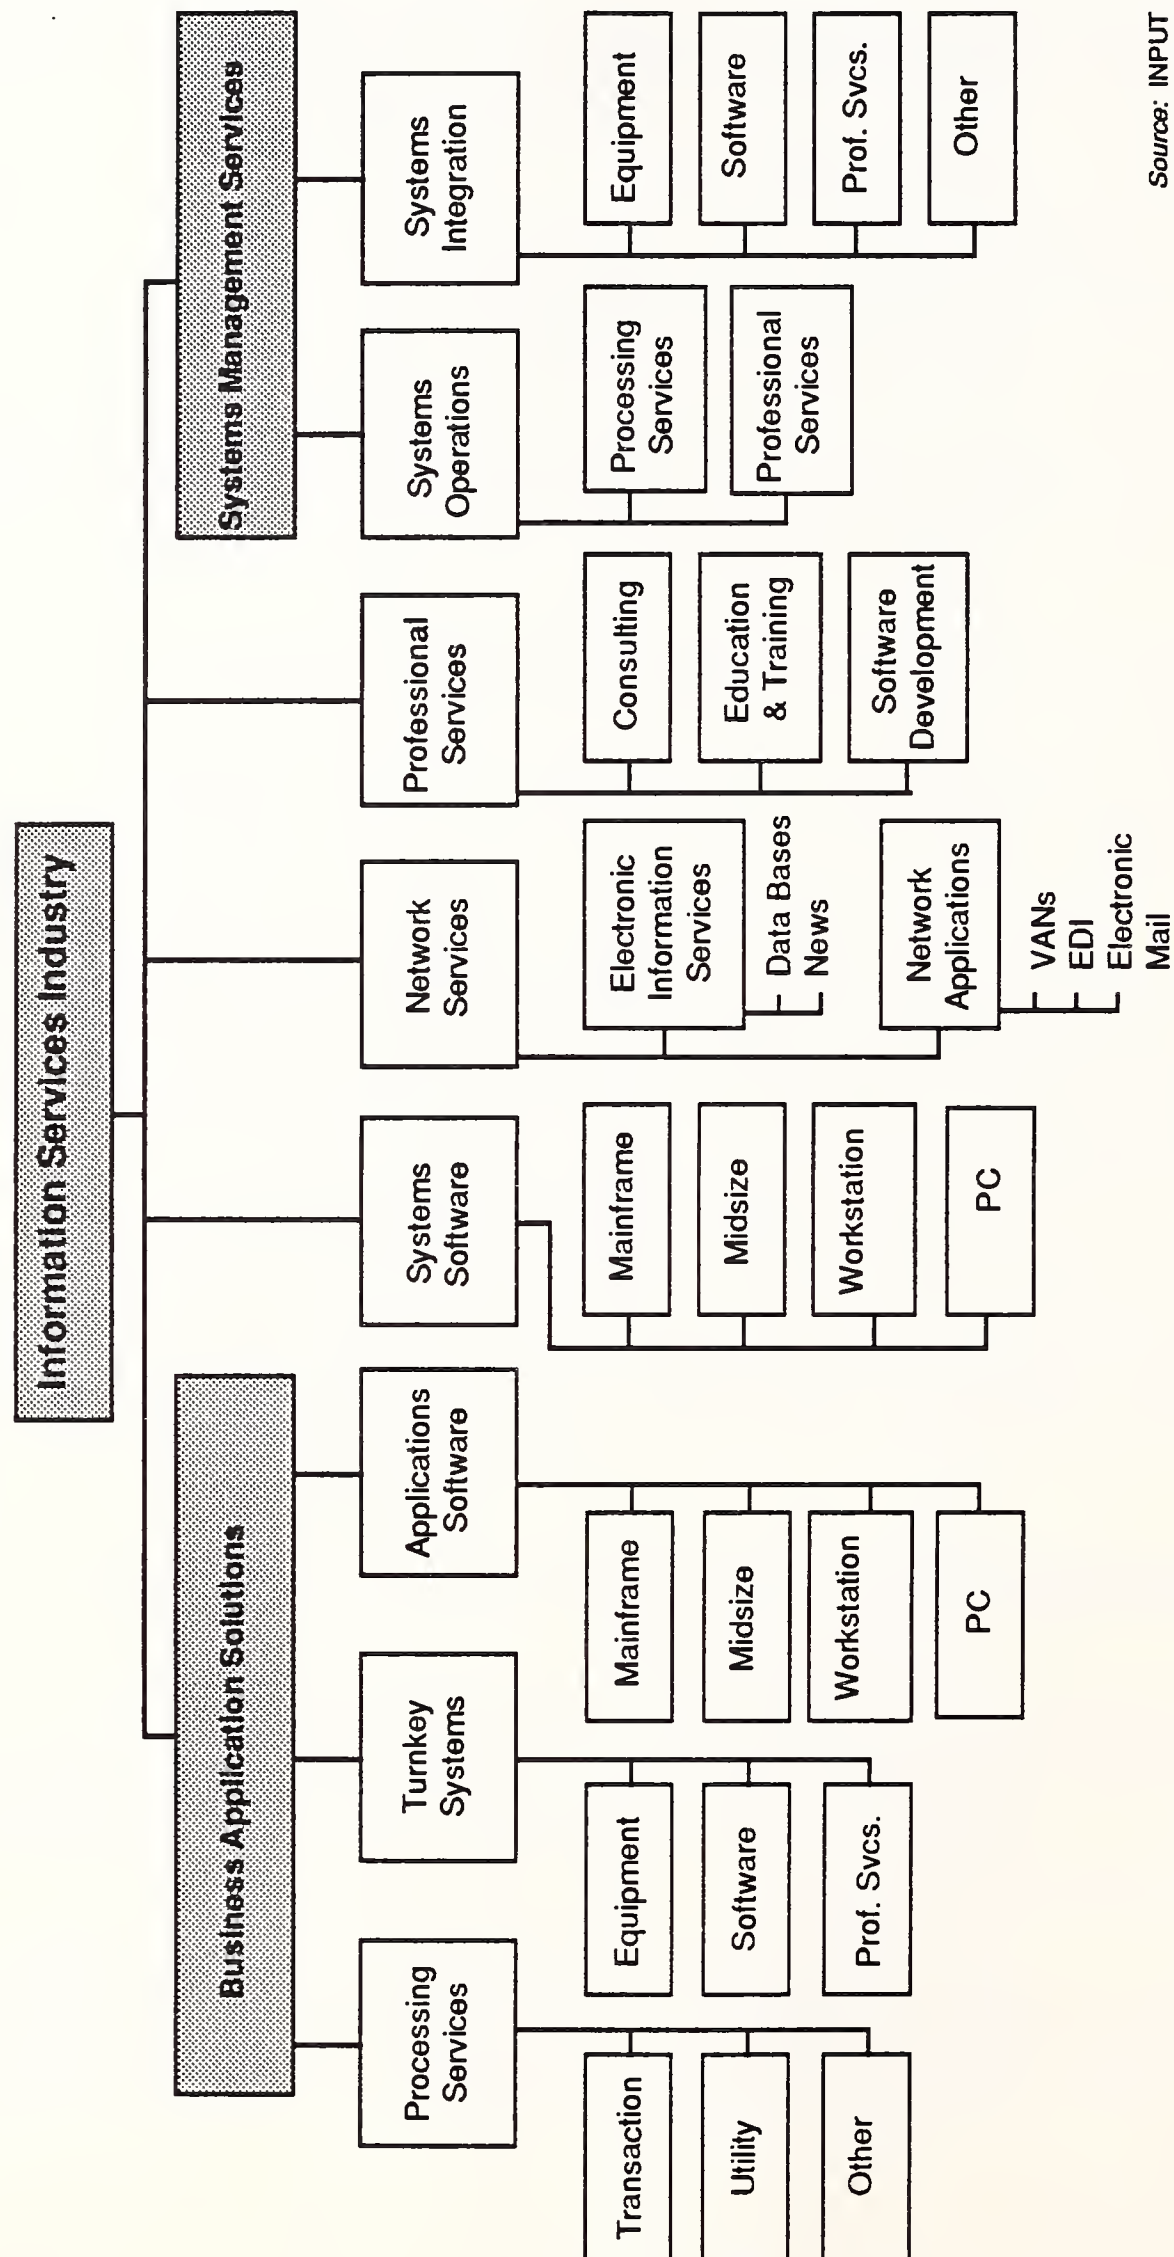 Information Services Industry
Business Application Solutions
Systems Management Services
Processing
Services
Turnkey
Systems
Applications
Software
Systems
Software
Network
Services
Professional
Services
Systems
Operations
Systems
Integration
Transaction
Utility
Other
Equipment
Software
Prof. Svcs.
Mainframe
Midsize
Workstation
PC
Mainframe
Midsize
Workstation
PC
Electronic
Information
Services
Data Bases
News
Network
Applications
VANs
EDI
Electronic
Mail
Consulting
Education
& Training
Software
Development
Processing
Services
Professional
Services
Equipment
Software
Prof. Svcs.
Other
Source: INPUT